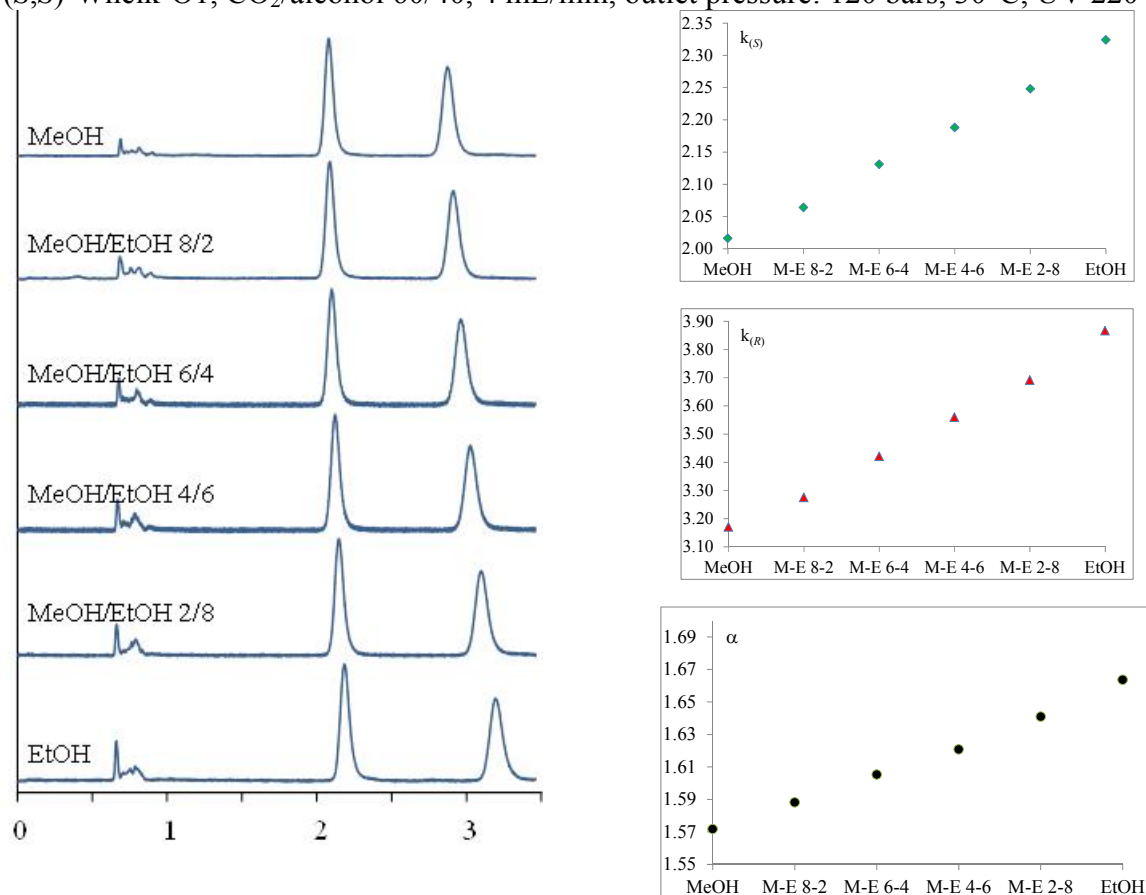 (S,S)-Whelk-O1, CO₂/alcohol 60/40, 4 mL/min, outlet pressure: 120 bars, 30°C, UV 220
MeOH
MeOH/EtOH 8/2
MeOH/EtOH 6/4
MeOH/EtOH 4/6
MeOH/EtOH 2/8
EtOH
0 1 2 3
k(S)
2.35
2.30
2.25
2.20
2.15
2.10
2.05
2.00
MeOH M-E 8-2 M-E 6-4 M-E 4-6 M-E 2-8 EtOH
k(R)
3.90
3.80
3.70
3.60
3.50
3.40
3.30
3.20
3.10
MeOH M-E 8-2 M-E 6-4 M-E 4-6 M-E 2-8 EtOH
α
1.69
1.67
1.65
1.63
1.61
1.59
1.57
1.55
MeOH M-E 8-2 M-E 6-4 M-E 4-6 M-E 2-8 EtOH